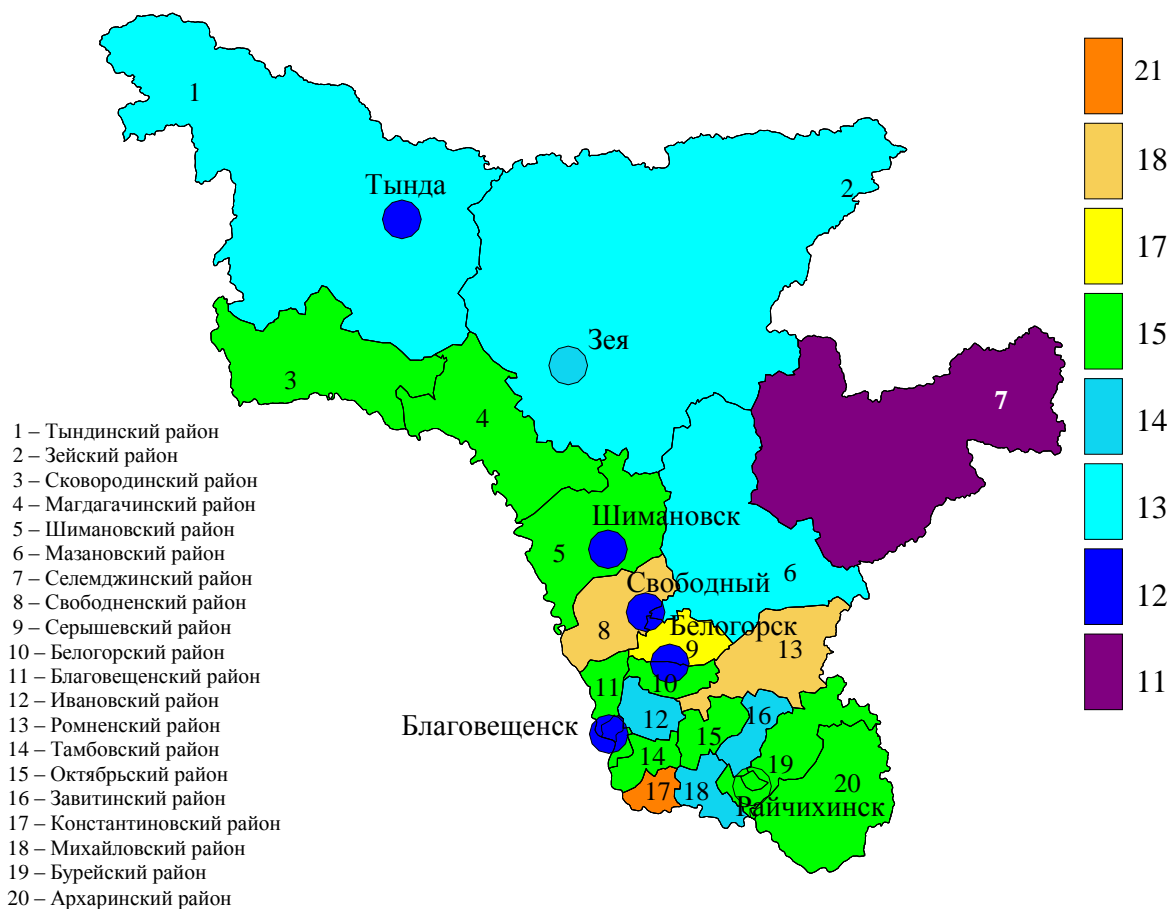 21
1
18
Тында
2
17
15
Зея
14
3
7
4
1 – Тындинский район
2 – Зейский район
3 – Сковородинский район
4 – Магдагачинский район
5 – Шимановский район
6 – Мазановский район
7 – Селемджинский район
8 – Свободненский район
9 – Серышевский район
10 – Белогорский район
11 – Благовещенский район
12 – Ивановский район
13 – Ромненский район
14 – Тамбовский район
15 – Октябрьский район
16 – Завитинский район
17 – Константиновский район
18 – Михайловский район
19 – Бурейский район
20 – Архаринский район
13
Шимановск
5
12
6
Свободный
Белогорск
8
9
13
11
11
10
Благовещенск
12
16
15
14
19
20
17
18
Райчихинск